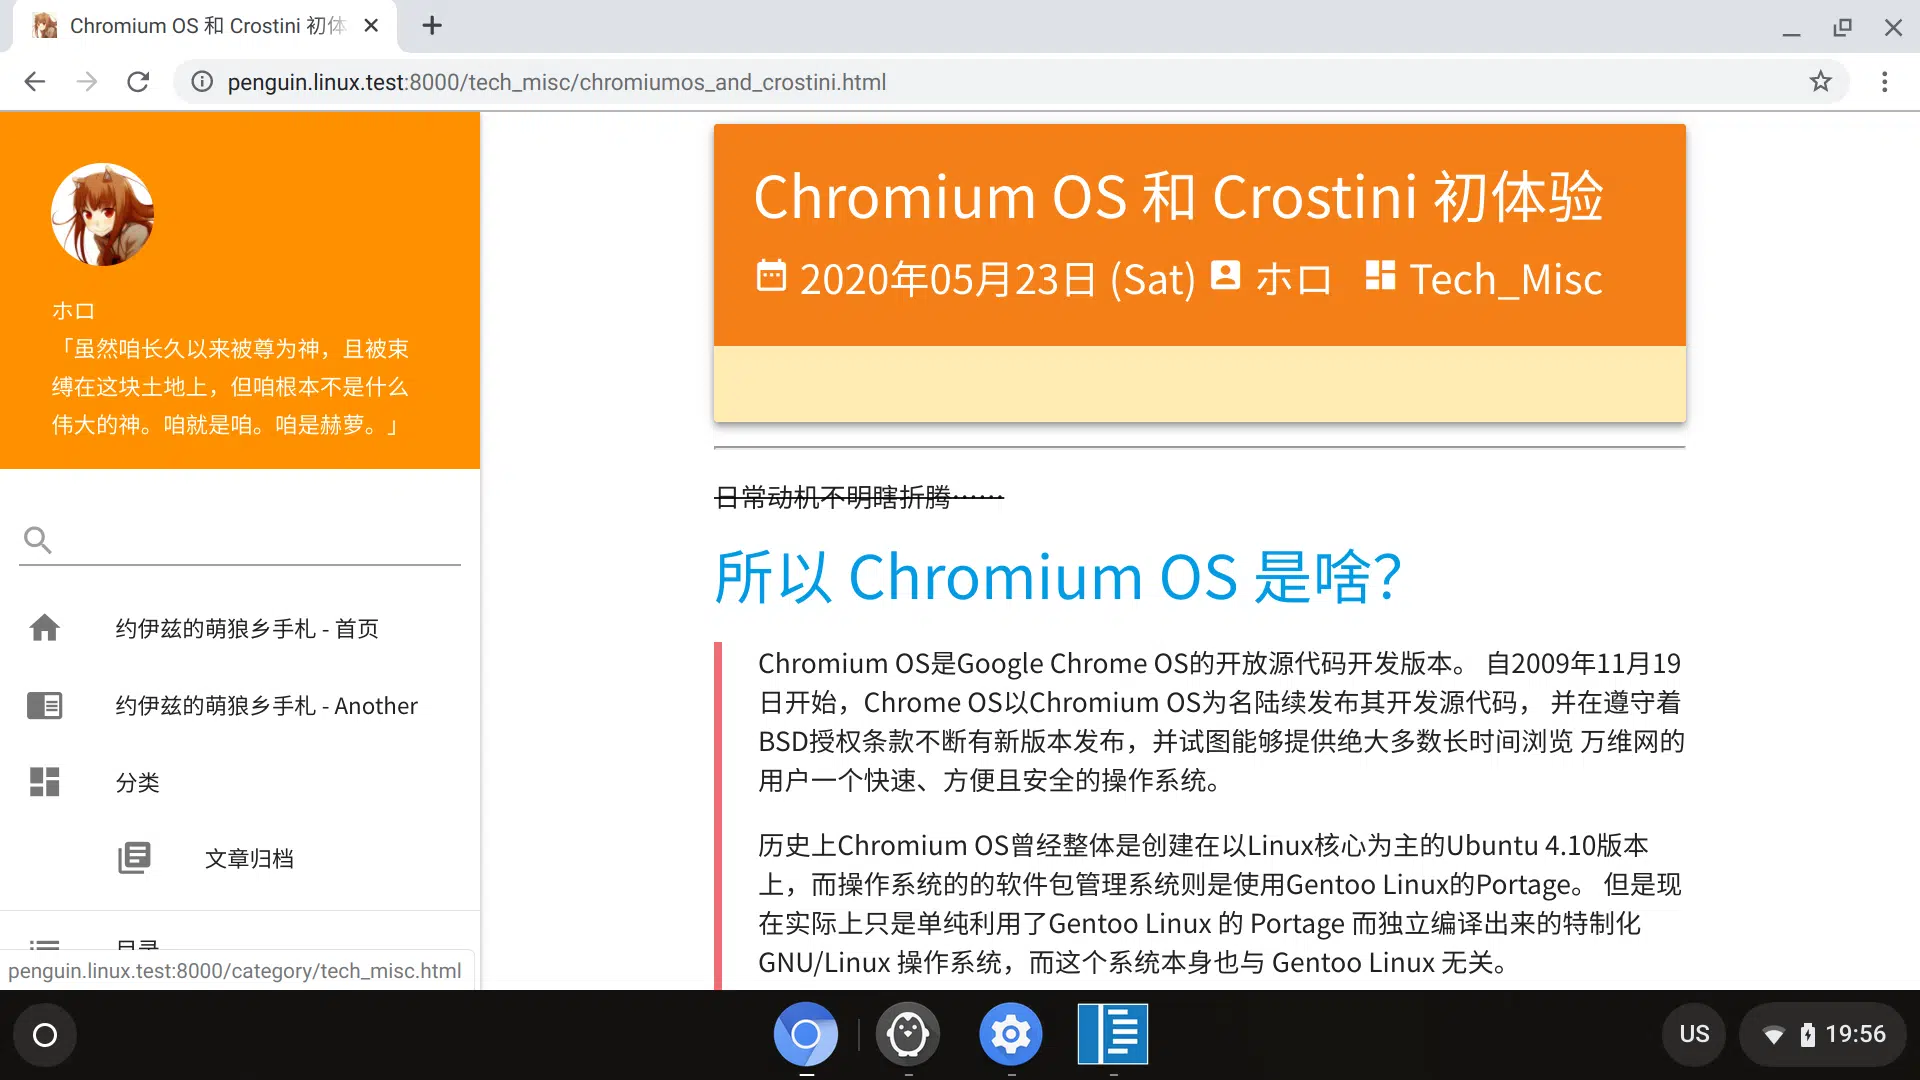 Chromium OS 和 Crostini 初体
penguin.linux.test:8000/tech_misc/chromiumos_and_crostini.html
ホロ
「虽然咱长久以来被尊为神，且被束
缚在这块土地上，但咱根本不是什么
伟大的神。咱就是咱。咱是赫萝。」
约伊兹的萌狼乡手札 - 首页
约伊兹的萌狼乡手札 - Another
分类
文章归档
目录
penguin.linux.test:8000/category/tech_misc.html
Chromium OS 和 Crostini 初体验
2020年05月23日 (Sat) ホロ Tech_Misc
日常动机不明瞎折腾……
所以 Chromium OS 是啥？
Chromium OS是Google Chrome OS的开放源代码开发版本。 自2009年11月19
日开始，Chrome OS以Chromium OS为名陆续发布其开发源代码， 并在遵守着
BSD授权条款不断有新版本发布，并试图能够提供绝大多数长时间浏览 万维网的
用户一个快速、方便且安全的操作系统。
历史上Chromium OS曾经整体是创建在以Linux核心为主的Ubuntu 4.10版本
上，而操作系统的的软件包管理系统则是使用Gentoo Linux的Portage。 但是现
在实际上只是单纯利用了Gentoo Linux 的 Portage 而独立编译出来的特制化
GNU/Linux 操作系统，而这个系统本身也与 Gentoo Linux 无关。
US
19:56